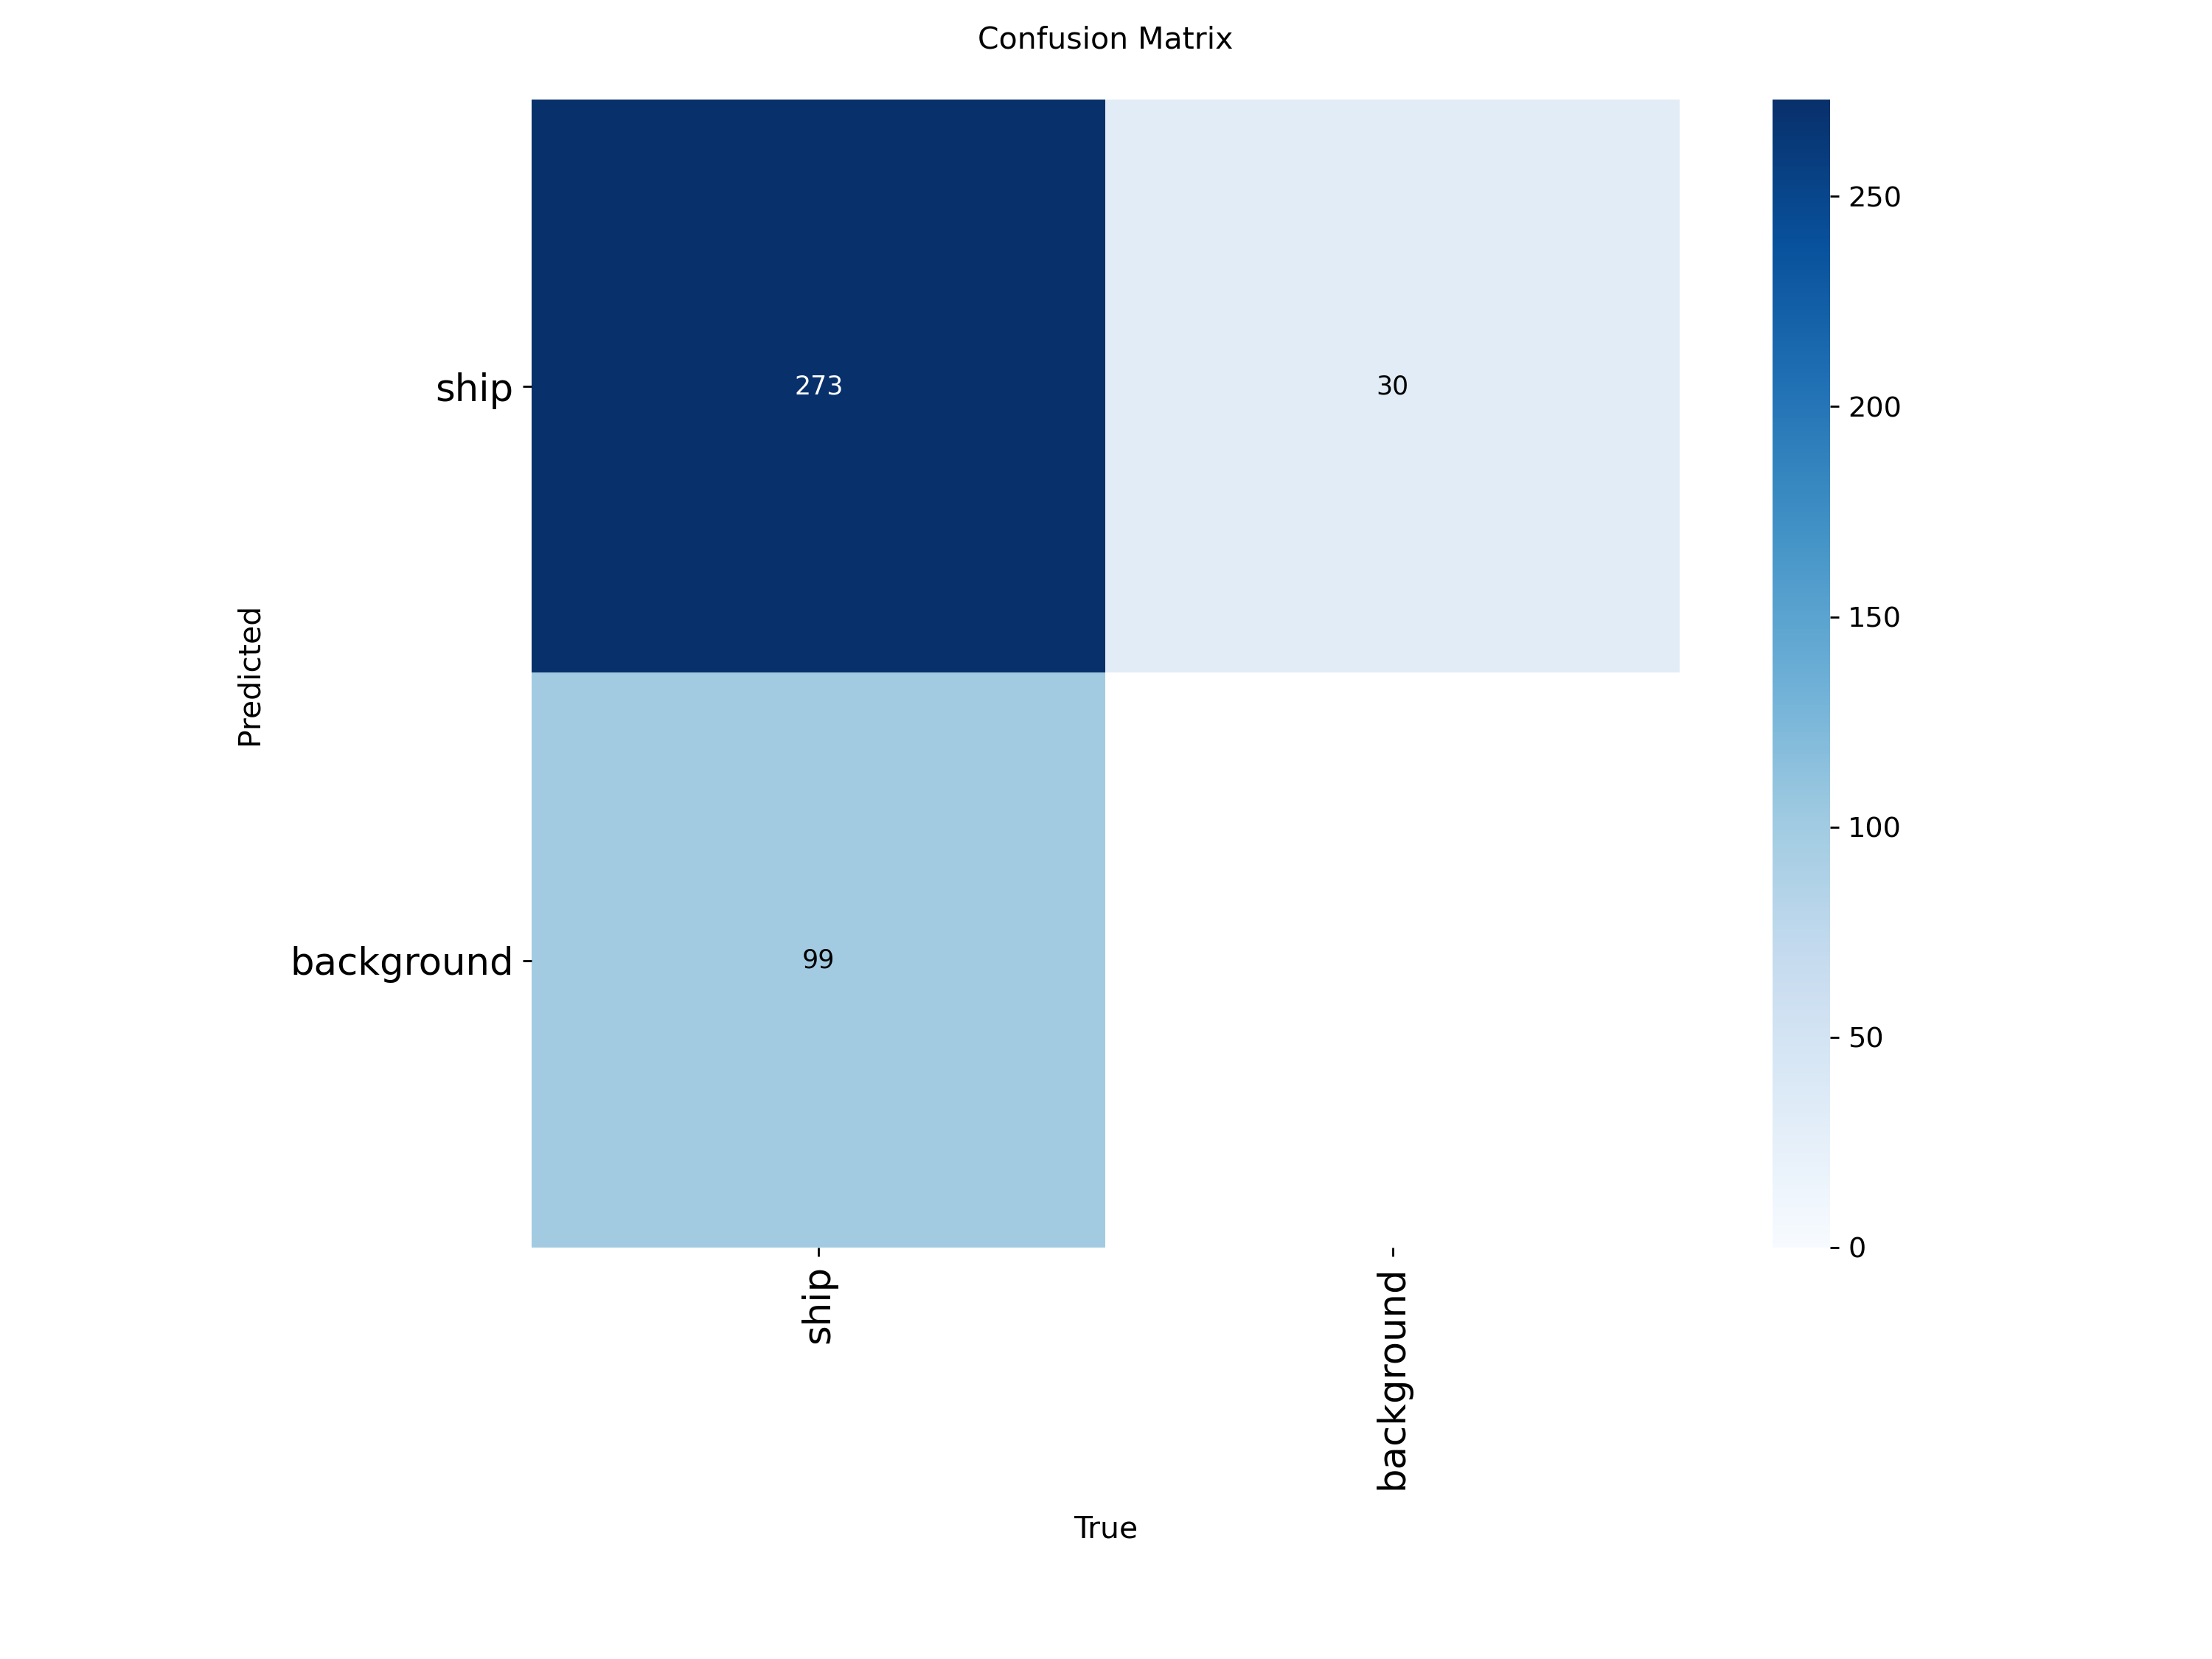 Confusion Matrix
Predicted
ship
background
273
30
99
ship
background
True
250
200
150
100
50
0